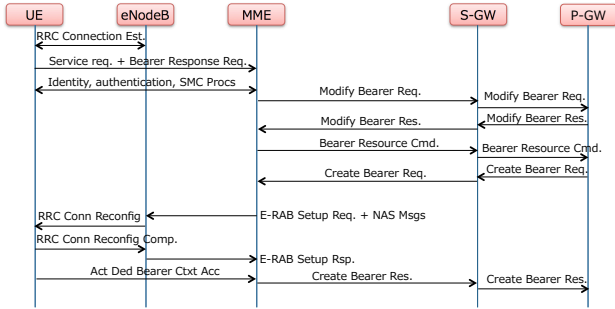 UE
eNodeB
MME
S-GW
P-GW
RRC Connection Est.
Service req. + Bearer Response Req.
Identity, authentication, SMC Procs
Modify Bearer Req.
Modify Bearer Req.
Modify Bearer Res.
Modify Bearer Res.
Bearer Resource Cmd.
Bearer Resource Cmd.
Create Bearer Req.
Create Bearer Req.
E-RAB Setup Req. + NAS Msgs
RRC Conn Reconfig
RRC Conn Reconfig Comp.
E-RAB Setup Rsp.
Act Ded Bearer Ctxt Acc
Create Bearer Res.
Create Bearer Res.